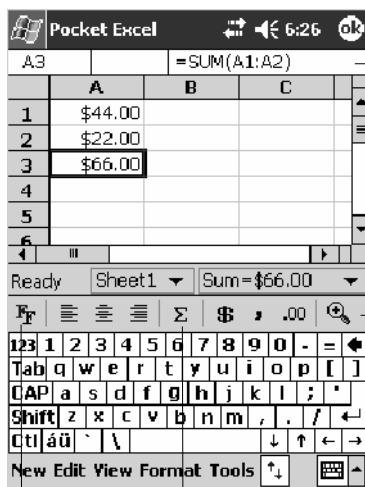 Pocket Excel 6:26 ok
A3 =SUM(A1:A2)
A B C
1 $44.00
2 $22.00
3 $66.00
4
5
6
Ready Sheet1 Sum=$66.00
FF Σ $ , .00
123 1 2 3 4 5 6 7 8 9 0 - =
Tab q w e r t y u i o p [ ]
CAP a s d f g h j k l ; '
Shift z x c v b n m , . /
Ctl áü ` \
New Edit View Format Tools